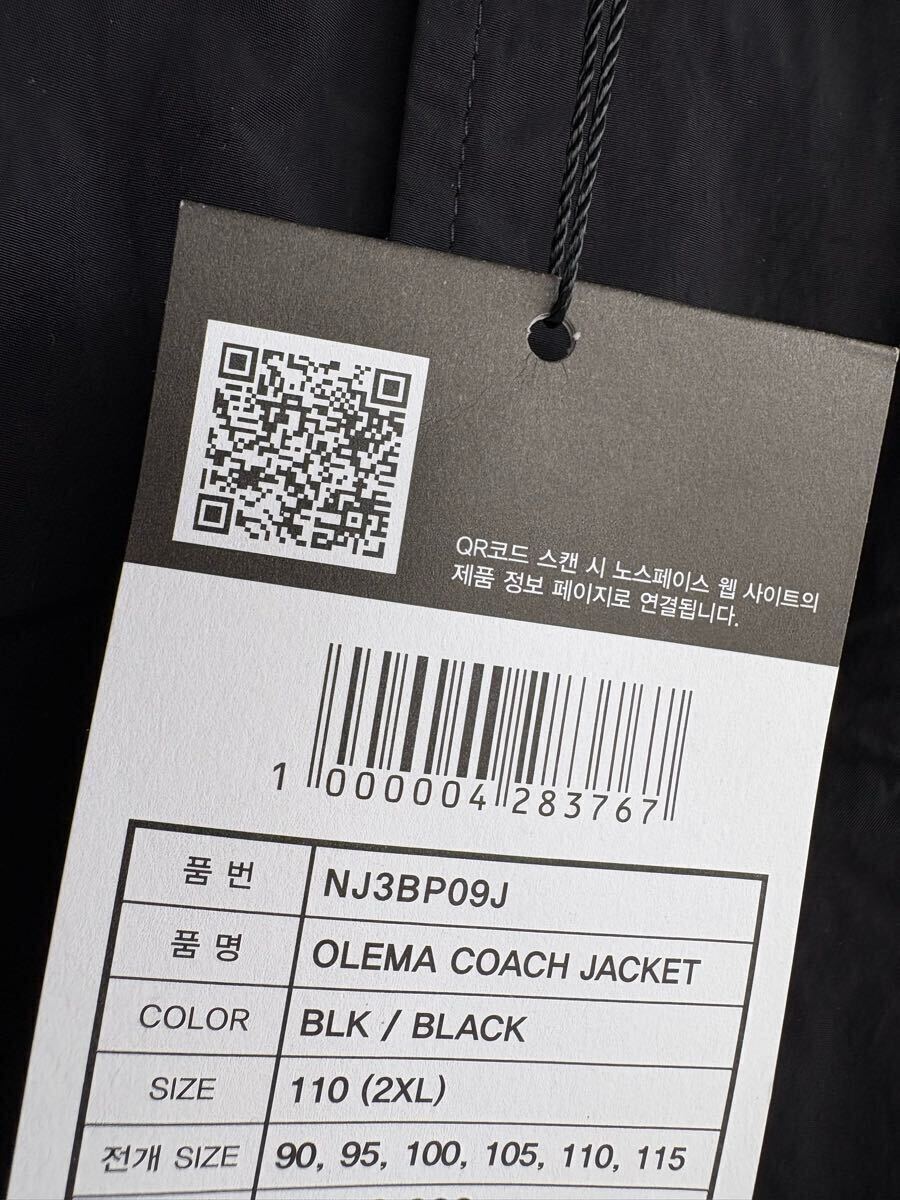 QR코드 스캔 시 노스페이스 웹 사이트의
제품 정보 페이지로 연결됩니다.
1 000004 283767
품 번 NJ3BP09J
품 명 OLEMA COACH JACKET
COLOR BLK / BLACK
SIZE 110 (2XL)
전개 SIZE 90, 95, 100, 105, 110, 115